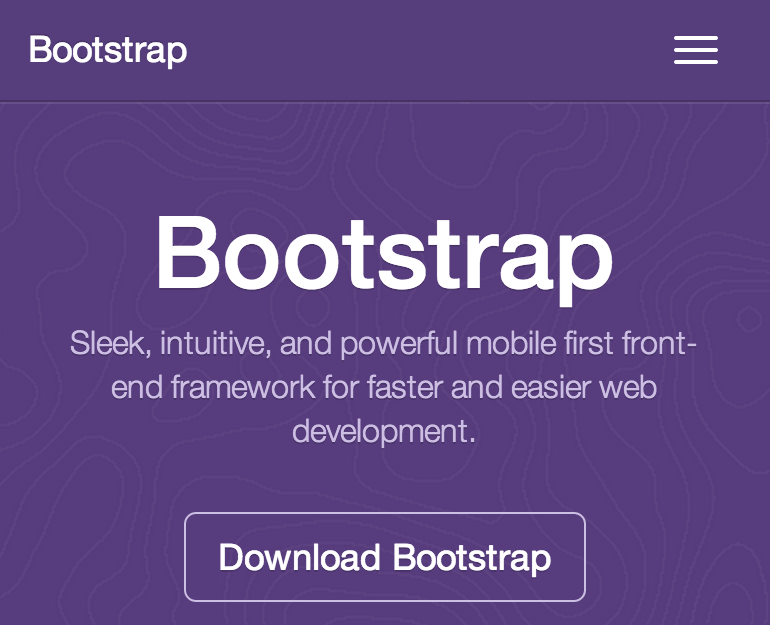 Bootstrap
Bootstrap
Sleek, intuitive, and powerful mobile first front-
end framework for faster and easier web
development.
Download Bootstrap